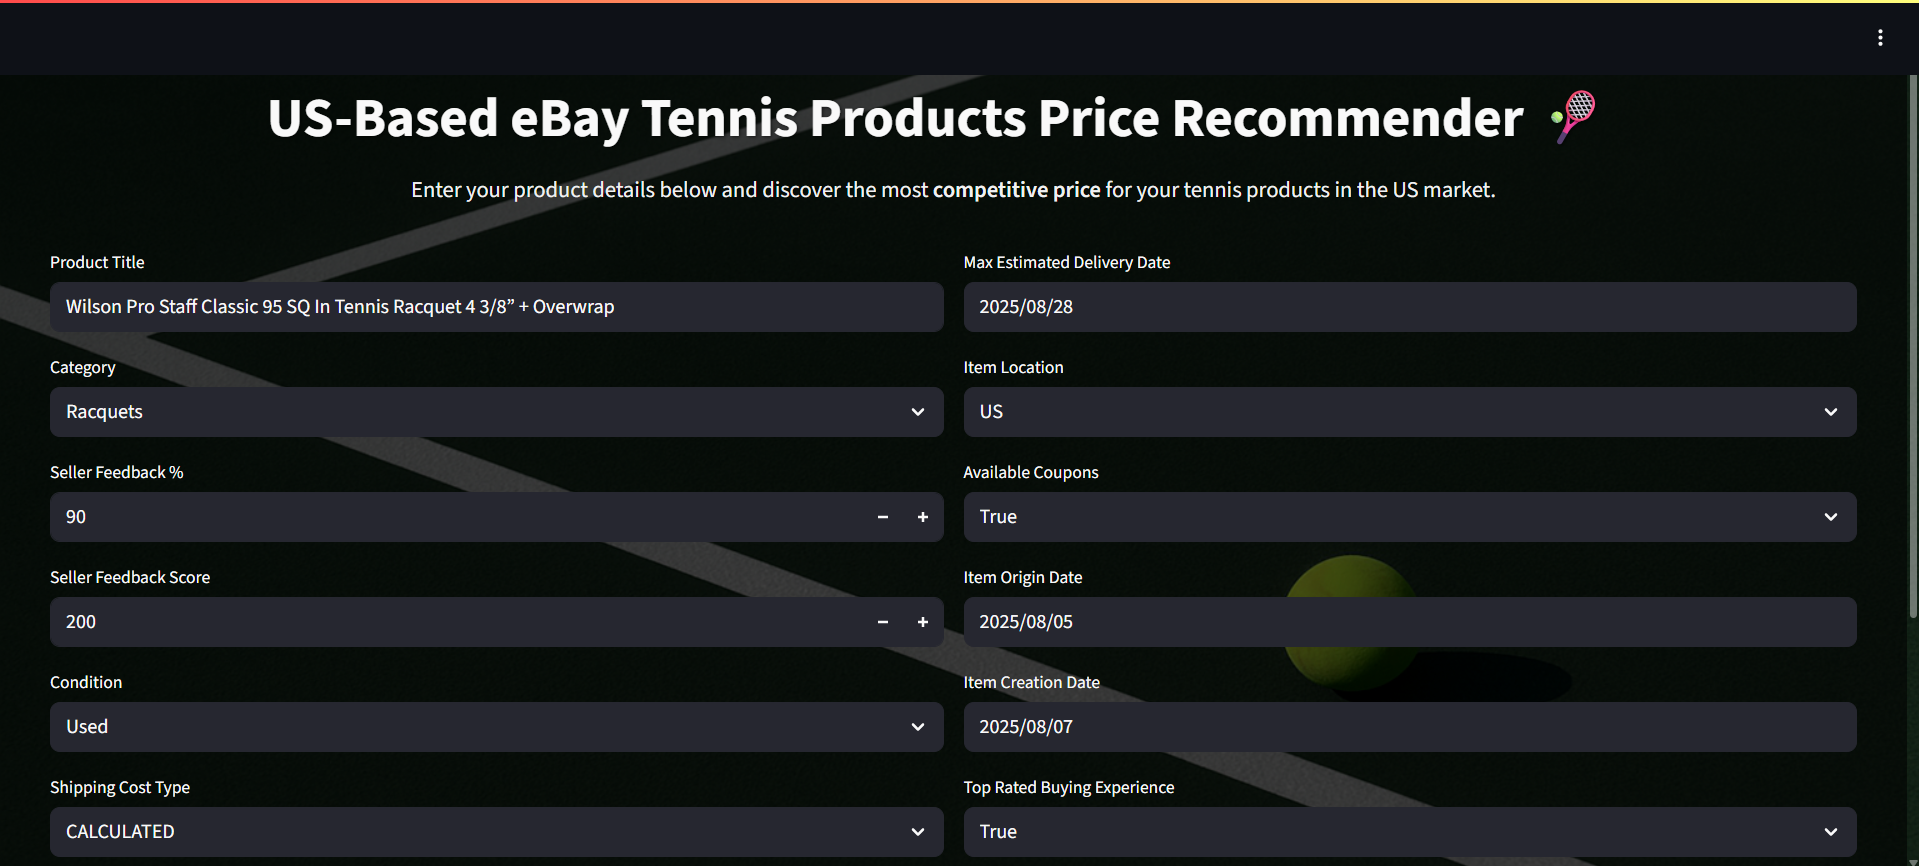 US-Based eBay Tennis Products Price Recommender
Enter your product details below and discover the most competitive price for your tennis products in the US market.
Product Title
Wilson Pro Staff Classic 95 SQ In Tennis Racquet 4 3/8” + Overwrap
Category
Racquets
Seller Feedback %
90
Seller Feedback Score
200
Condition
Used
Shipping Cost Type
CALCULATED
Max Estimated Delivery Date
2025/08/28
Item Location
US
Available Coupons
True
Item Origin Date
2025/08/05
Item Creation Date
2025/08/07
Top Rated Buying Experience
True